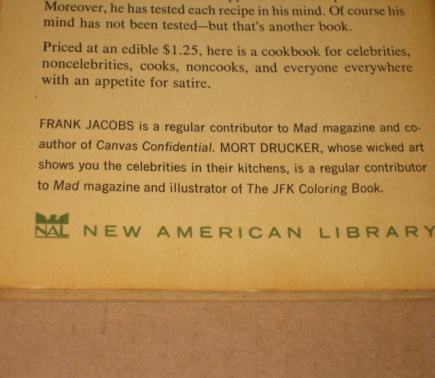 Moreover, he has tested each recipe in his mind. Of course his
mind has not been tested—but that's another book.
Priced at an edible $1.25, here is a cookbook for celebrities,
noncelebrities, cooks, noncooks, and everyone everywhere
with an appetite for satire.
FRANK JACOBS is a regular contributor to Mad magazine and co-
author of Canvas Confidential. MORT DRUCKER, whose wicked art
shows you the celebrities in their kitchens, is a regular contributor
to Mad magazine and illustrator of The JFK Coloring Book.
NAL NEW AMERICAN LIBRARY